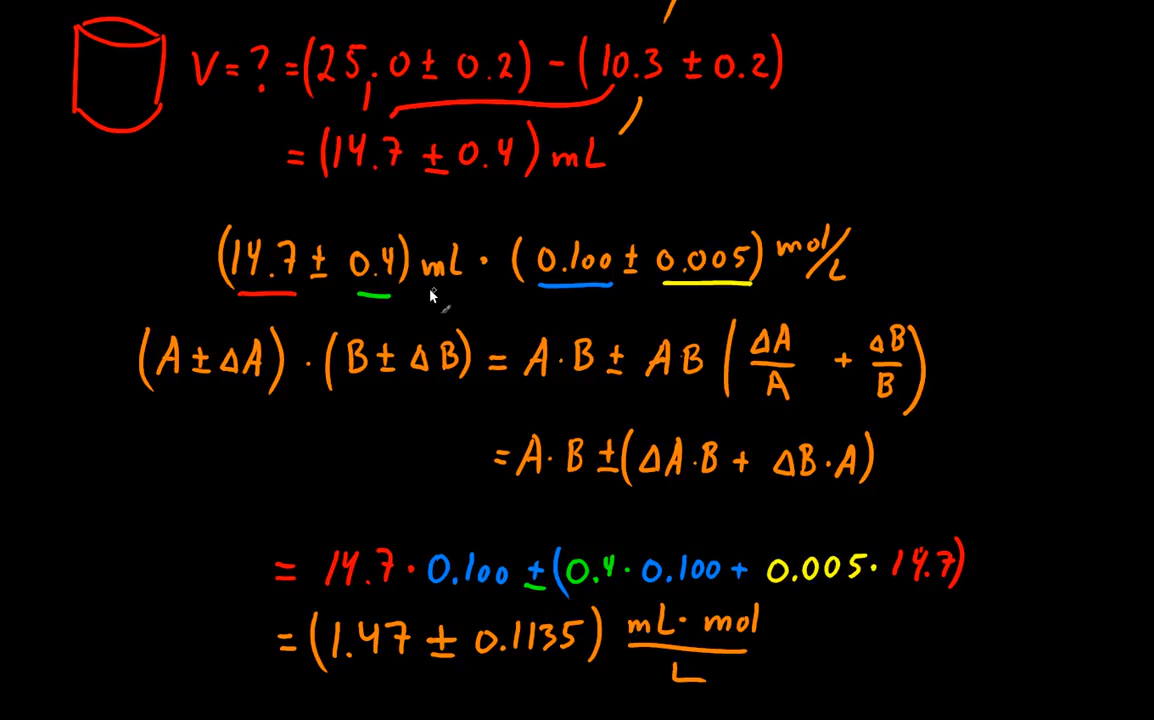 V = ? = (25.0 ± 0.2) - (10.3 ± 0.2)
= (14.7 ± 0.4) mL
(14.7 ± 0.4) mL · (0.100 ± 0.005) mol/L
(A ± ΔA) · (B ± ΔB) = A · B ± AB (ΔA/A + ΔB/B)
= A · B ± (ΔA · B + ΔB · A)
= 14.7 · 0.100 ± (0.4 · 0.100 + 0.005 · 14.7)
= (1.47 ± 0.1135) mL · mol/L